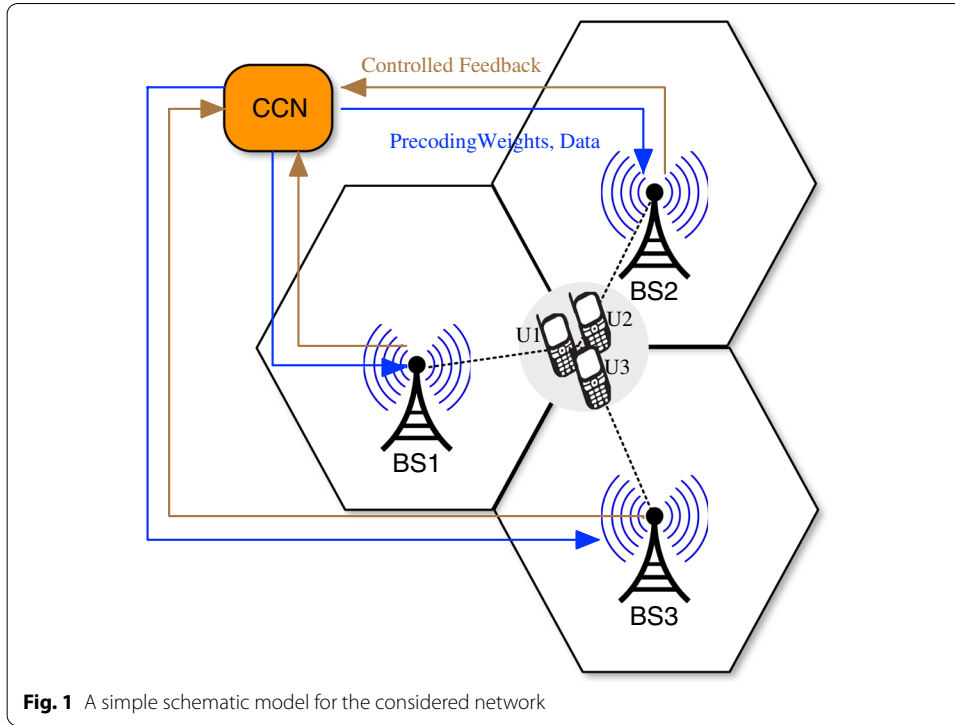 Controlled Feedback
CCN
PrecodingWeights, Data
BS2
U1
U2
U3
BS1
BS3
Fig. 1 A simple schematic model for the considered network